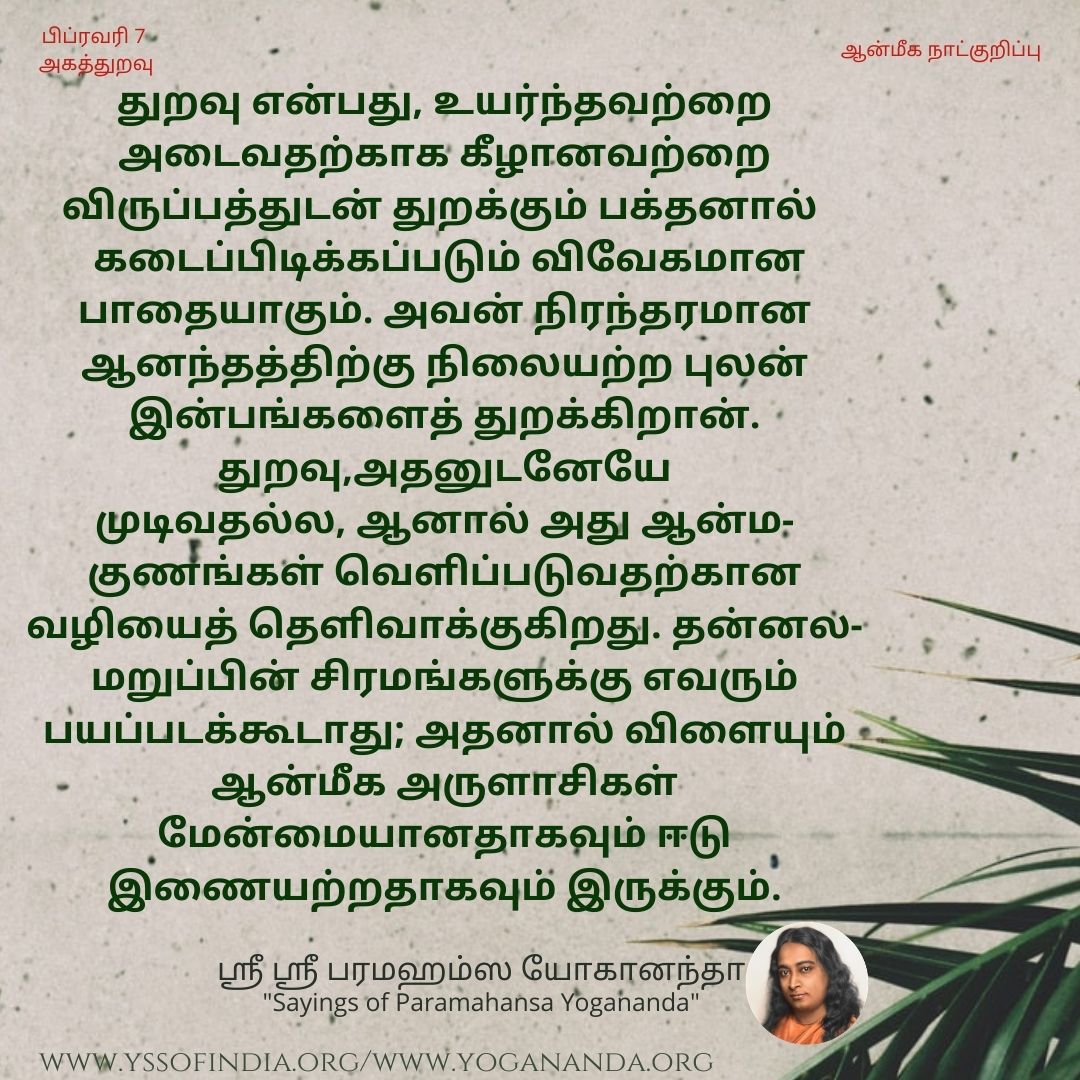 பிப்ரவரி 7
அகத்துறவு
ஆன்மீக நாட்குறிப்பு
துறவு என்பது, உயர்ந்தவற்றை
அடைவதற்காக கீழானவற்றை
விருப்பத்துடன் துறக்கும் பக்தனால்
கடைப்பிடிக்கப்படும் விவேகமான
பாதையாகும். அவன் நிரந்தரமான
ஆனந்தத்திற்கு நிலையற்ற புலன்
இன்பங்களைத் துறக்கிறான்.
துறவு,அதனுடனேயே
முடிவதல்ல, ஆனால் அது ஆன்ம-
குணங்கள் வெளிப்படுவதற்கான
வழியைத் தெளிவாக்குகிறது. தன்னல-
மறுப்பின் சிரமங்களுக்கு எவரும்
பயப்படக்கூடாது; அதனால் விளையும்
ஆன்மீக அருளாசிகள்
மேன்மையானதாகவும் ஈடு
இணையற்றதாகவும் இருக்கும்.
ஸ்ரீ ஸ்ரீ பரமஹம்ஸ யோகானந்தா
"Sayings of Paramahansa Yogananda"
WWW.YSSOFINDIA.ORG/WWW.YOGANANDA.ORG